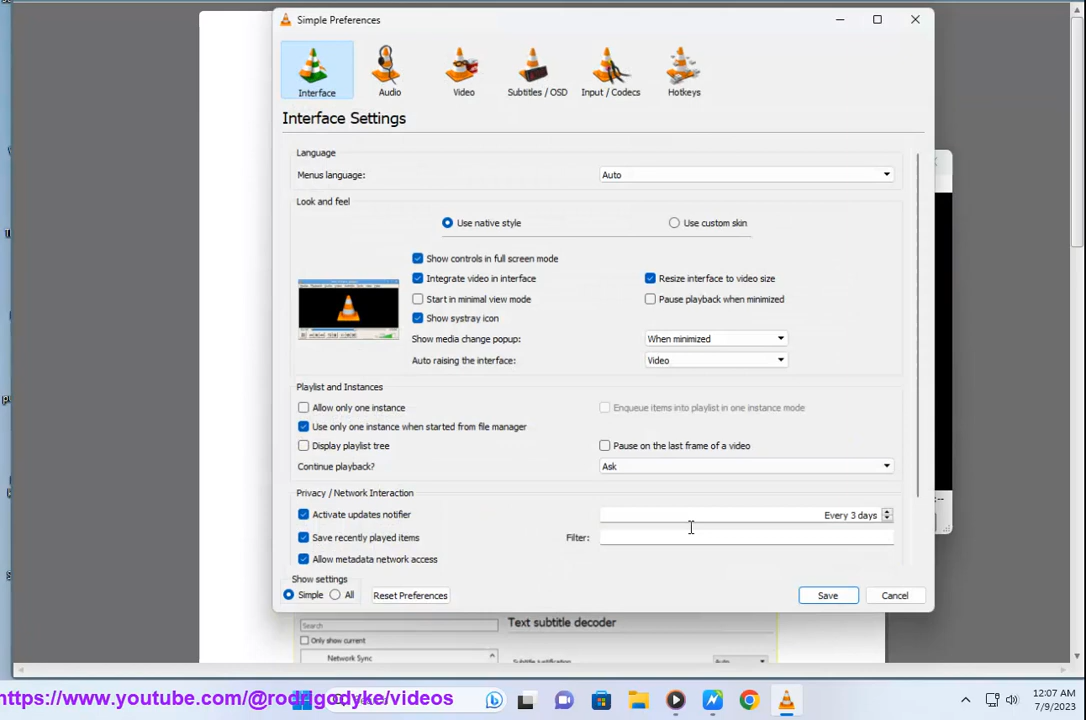 Simple Preferences
Interface
Audio
Video
Subtitles / OSD
Input / Codecs
Hotkeys
Interface Settings
Language
Menus language: Auto
Look and feel
Use native style Use custom skin
Show controls in full screen mode
Integrate video in interface Resize interface to video size
Start in minimal view mode Pause playback when minimized
Show systray icon
Show media change popup: When minimized
Auto raising the interface: Video
Playlist and Instances
Allow only one instance Enqueue items into playlist in one instance mode
Use only one instance when started from file manager
Display playlist tree Pause on the last frame of a video
Continue playback? Ask
Privacy / Network Interaction
Activate updates notifier Every 3 days
Save recently played items Filter:
Allow metadata network access
Show settings
Simple All Reset Preferences Save Cancel
Search Text subtitle decoder
Only show current
Network Sync Subtitle justification Auto
https://www.youtube.com/@rodrigodyke/videos
12:07 AM
7/9/2023